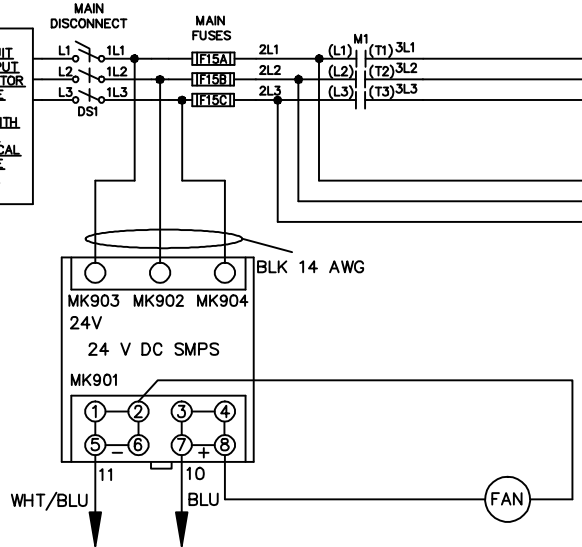 MAIN
DISCONNECT
MAIN
FUSES
L1 1L1 F15A 2L1 (L1) M1 (T1) 3L1
L2 1L2 F15B 2L2 (L2) (T2) 3L2
L3 1L3 F15C 2L3 (L3) (T3) 3L3
DS1
BLK 14 AWG
MK903 MK902 MK904
24V
24 V DC SMPS
MK901
1 2 3 4
5 – 6 7 + 8
11 10
WHT/BLU BLU FAN